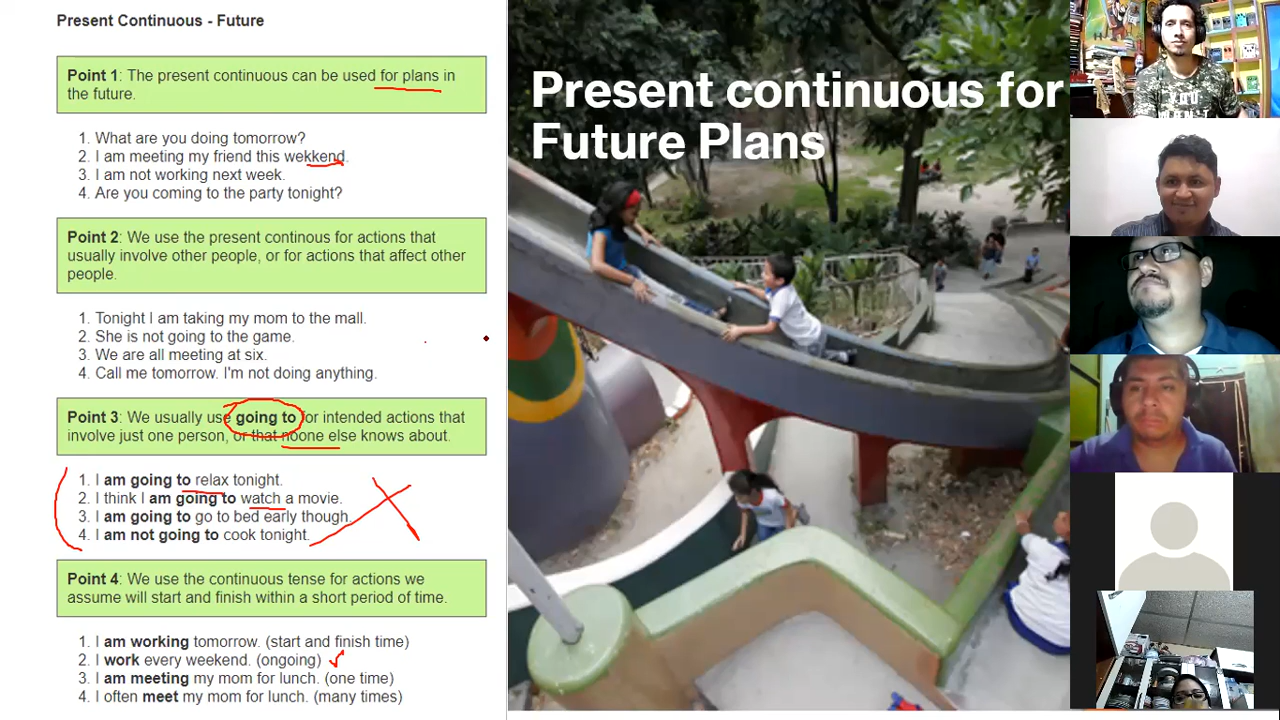 Present Continuous - Future
Point 1: The present continuous can be used for plans in
the future.
1. What are you doing tomorrow?
2. I am meeting my friend this wekkend.
3. I am not working next week.
4. Are you coming to the party tonight?
Point 2: We use the present continous for actions that
usually involve other people, or for actions that affect other
people.
1. Tonight I am taking my mom to the mall.
2. She is not going to the game.
3. We are all meeting at six.
4. Call me tomorrow. I'm not doing anything.
Point 3: We usually use going to for intended actions that
involve just one person, or that noone else knows about.
1. I am going to relax tonight.
2. I think I am going to watch a movie.
3. I am going to go to bed early though.
4. I am not going to cook tonight.
Point 4: We use the continuous tense for actions we
assume will start and finish within a short period of time.
1. I am working tomorrow. (start and finish time)
2. I work every weekend. (ongoing)
3. I am meeting my mom for lunch. (one time)
4. I often meet my mom for lunch. (many times)
Present continuous for
Future Plans